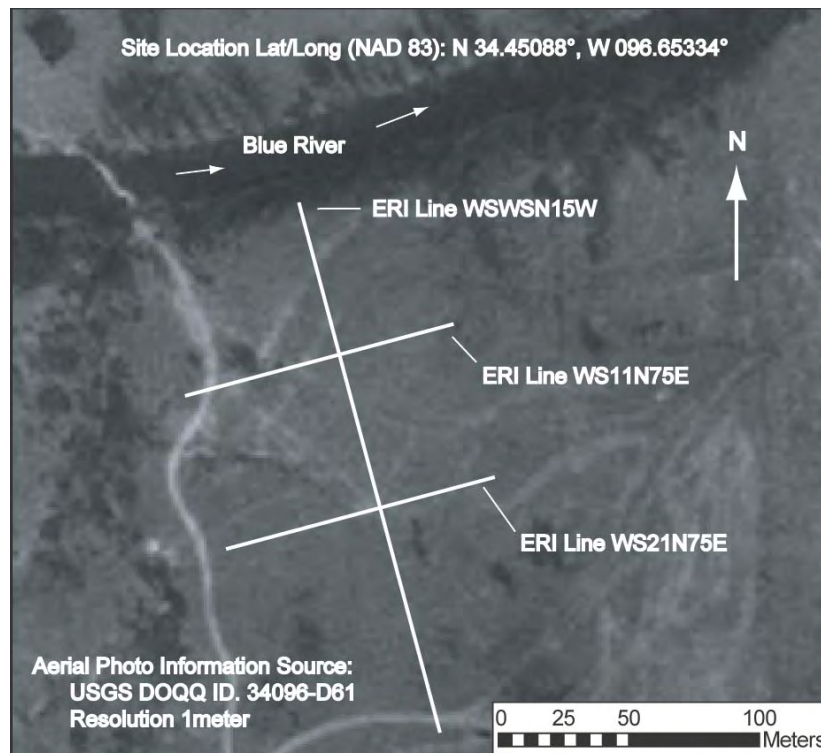 Site Location Lat/Long (NAD 83): N 34.45088°, W 096.65334°
Blue River
N
ERI Line WSWSN15W
ERI Line WS11N75E
ERI Line WS21N75E
Aerial Photo Information Source:
USGS DOQQ ID. 34096-D61
Resolution 1meter
0 25 50 100
Meters